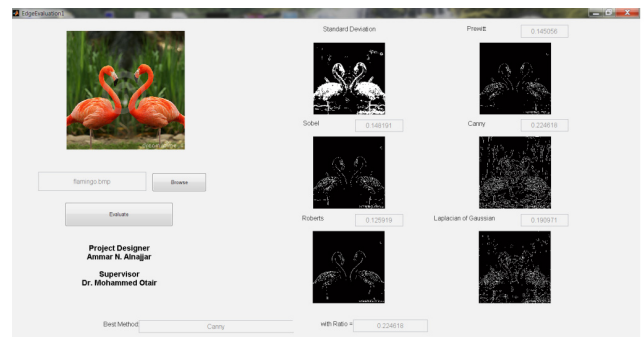 EdgeEvaluation1
Standard Deviation
Prewitt
0.145056
Sobel
0.148191
Canny
0.224618
flamingo.bmp
Browse
Evaluate
Roberts
0.125919
Laplacian of Gaussian
0.190971
Project Designer
Ammar N. Alnajjar
Supervisor
Dr. Mohammed Otair
Best Method
Canny
with Ratio =
0.224618